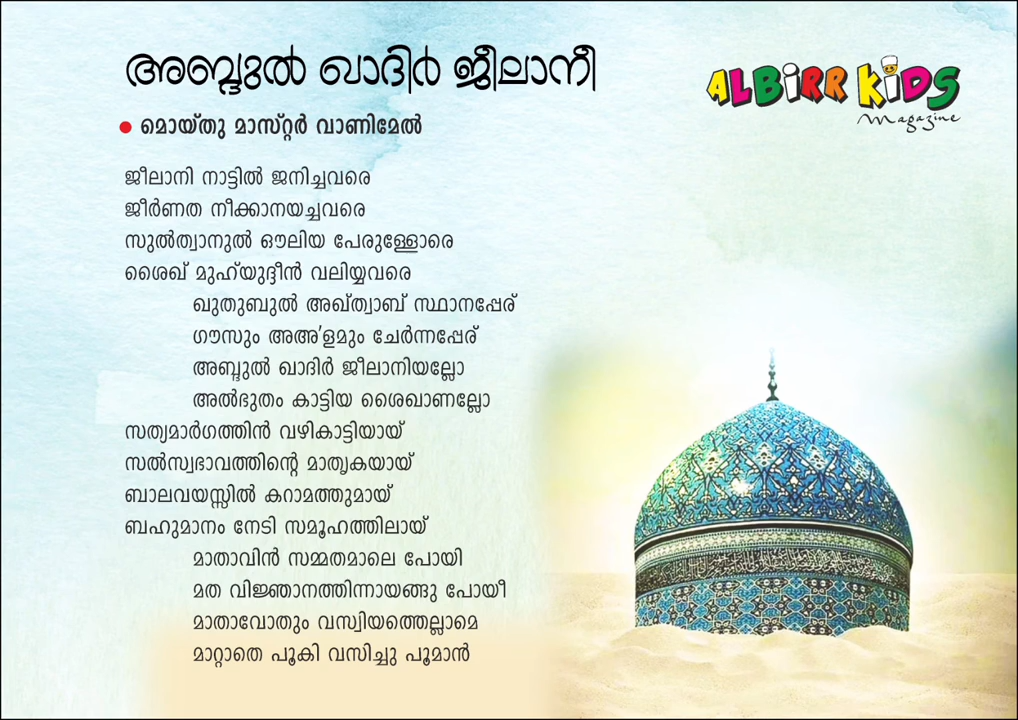 അബ്ദുൽ ഖാദിർ ജീലാനീ
ALBIRR KIDS
Magazine
മൊയ്തു മാസ്റ്റർ വാണിമേൽ
ജീലാനി നാട്ടിൽ ജനിച്ചവരെ
ജീർണത നീക്കാനയച്ചവരെ
സുൽത്വാനുൽ ഔലിയ പേരുള്ളോരെ
ശൈഖ് മുഹ്‌യുദ്ദീൻ വലിയ്യവരെ
ഖുതുബുൽ അഖ്ത്വാബ് സ്ഥാനപ്പേര്
ഗൗസും അഅ്'ളമും ചേർന്നപ്പേര്
അബ്ദുൽ ഖാദിർ ജീലാനിയല്ലോ
അൽഭുതം കാട്ടിയ ശൈഖാണല്ലോ
സത്യമാർഗത്തിൻ വഴികാട്ടിയായ്
സൽസ്വഭാവത്തിന്റെ മാതൃകയായ്
ബാലവയസ്സിൽ കറാമത്തുമായ്
ബഹുമാനം നേടി സമൂഹത്തിലായ്
മാതാവിൻ സമ്മതമാലെ പോയി
മത വിജ്ഞാനത്തിന്നായങ്ങു പോയീ
മാതാവോതും വസ്വിയത്തെല്ലാമെ
മാറ്റാതെ പൂകി വസിച്ചു പൂമാൻ